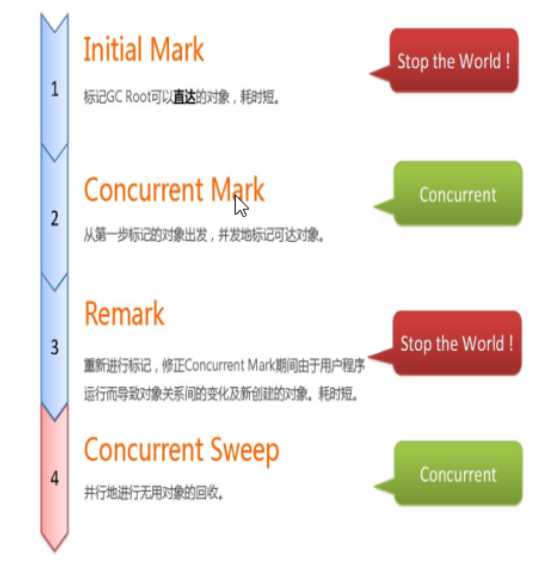 1
Initial Mark
Stop the World !
标记GC Root可以直达的对象，耗时短。
2
Concurrent Mark
Concurrent
从第一步标记的对象出发，并发地标记可达对象。
3
Remark
Stop the World !
重新进行标记，修正Concurrent Mark期间由于用户程序
运行而导致对象关系间的变化及新创建的对象。耗时短。
4
Concurrent Sweep
Concurrent
并行地进行无用对象的回收。